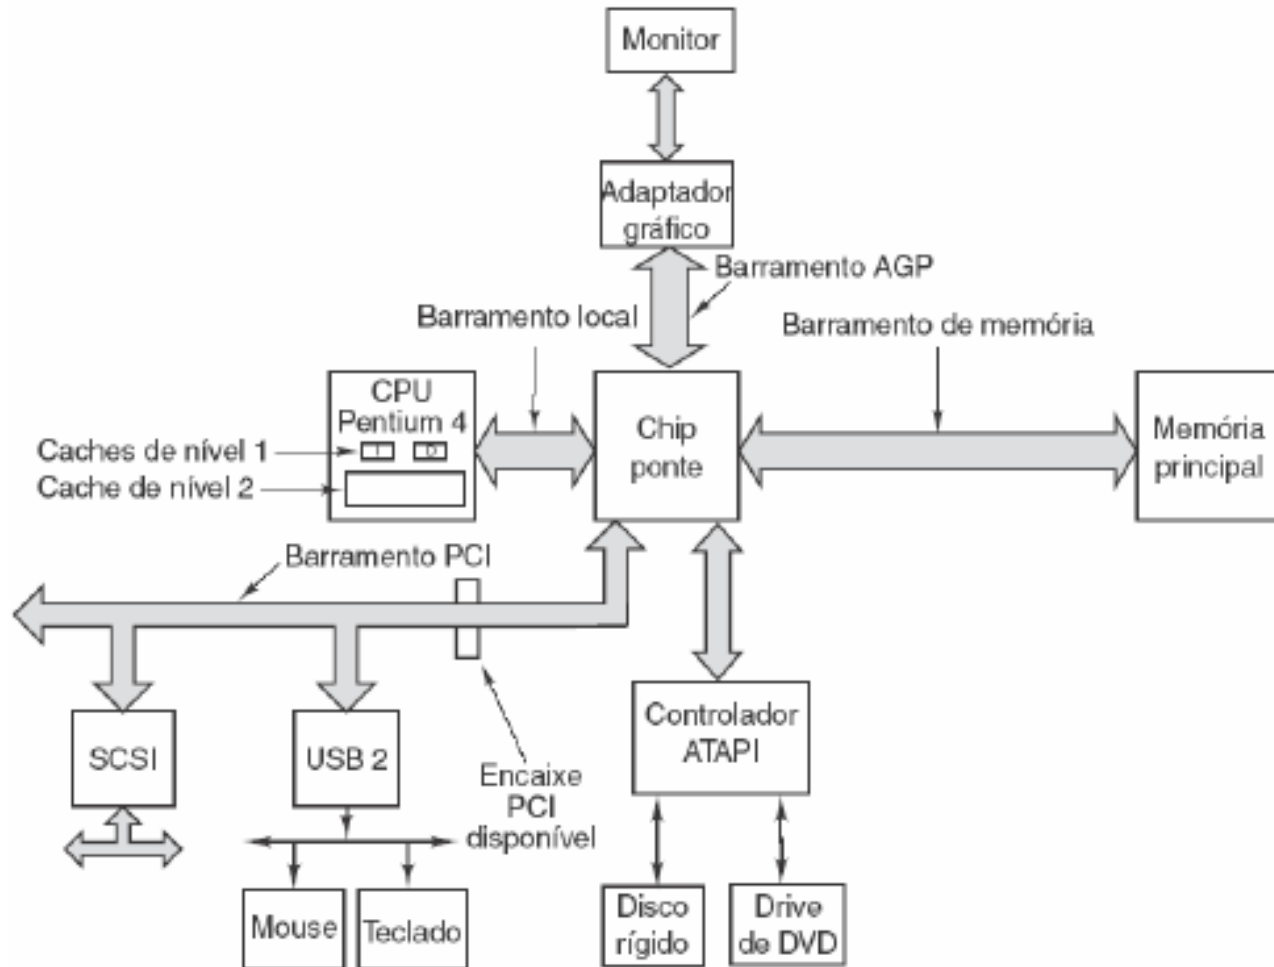 Monitor
Adaptador
gráfico
Barramento AGP
Barramento local
Barramento de memória
CPU
Pentium 4
Caches de nível 1
I
D
Cache de nível 2
Chip
ponte
Memória
principal
Barramento PCI
SCSI
USB 2
Encaixe
PCI
disponível
Controlador
ATAPI
Mouse
Teclado
Disco
rígido
Drive
de DVD